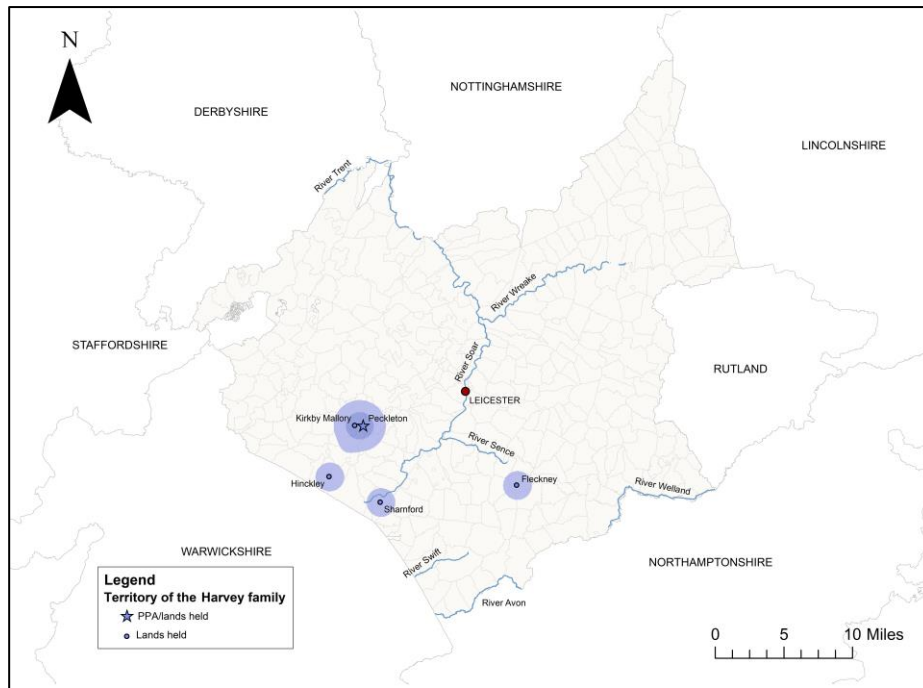 N
NOTTINGHAMSHIRE
DERBYSHIRE
LINCOLNSHIRE
River Trent
River Wreake
STAFFORDSHIRE
River Soar
RUTLAND
LEICESTER
Kirkby Mallory
Peckleton
River Sence
Hinckley
Fleckney
River Welland
Sharnford
WARWICKSHIRE
River Swift
NORTHAMPTONSHIRE
River Avon
Legend
Territory of the Harvey family
PPA/lands held
Lands held
0 5 10 Miles